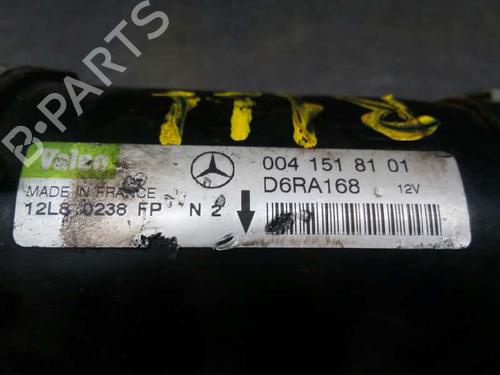 B-PARTS
Valeo
004 151 81 01
MADE IN FRANCE
D6RA168 12V
12L8 0238 FP N 2